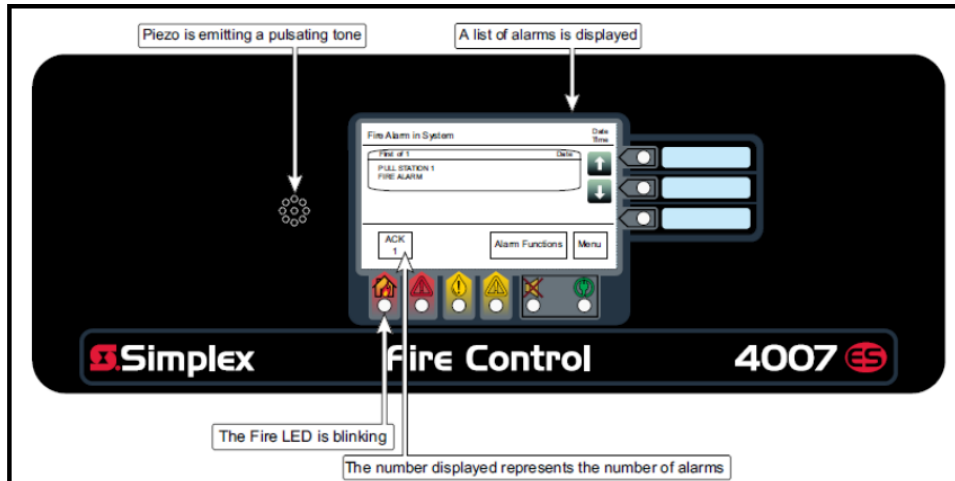 Piezo is emitting a pulsating tone
A list of alarms is displayed
Fire Alarm in System
Date
Time
First of 1
Date
PULL STATION 1
FIRE ALARM
ACK
1
Alarm Functions
Menu
Simplex
Fire Control
4007 ES
The Fire LED is blinking
The number displayed represents the number of alarms